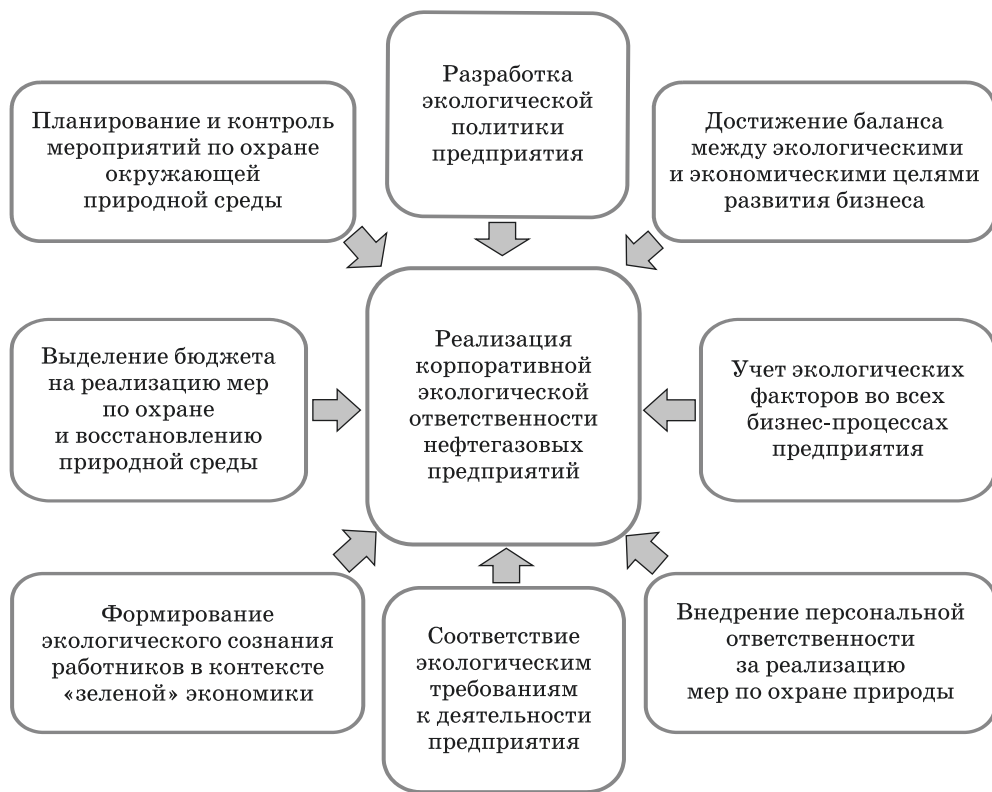 Разработка
экологической
политики
предприятия
Планирование и контроль
мероприятий по охране
окружающей
природной среды
Достижение баланса
между экологическими
и экономическими целями
развития бизнеса
Выделение бюджета
на реализацию мер
по охране
и восстановлению
природной среды
Реализация
корпоративной
экологической
ответственности
нефтегазовых
предприятий
Учет экологических
факторов во всех
бизнес-процессах
предприятия
Формирование
экологического сознания
работников в контексте
«зеленой» экономики
Соответствие
экологическим
требованиям
к деятельности
предприятия
Внедрение персональной
ответственности
за реализацию
мер по охране природы